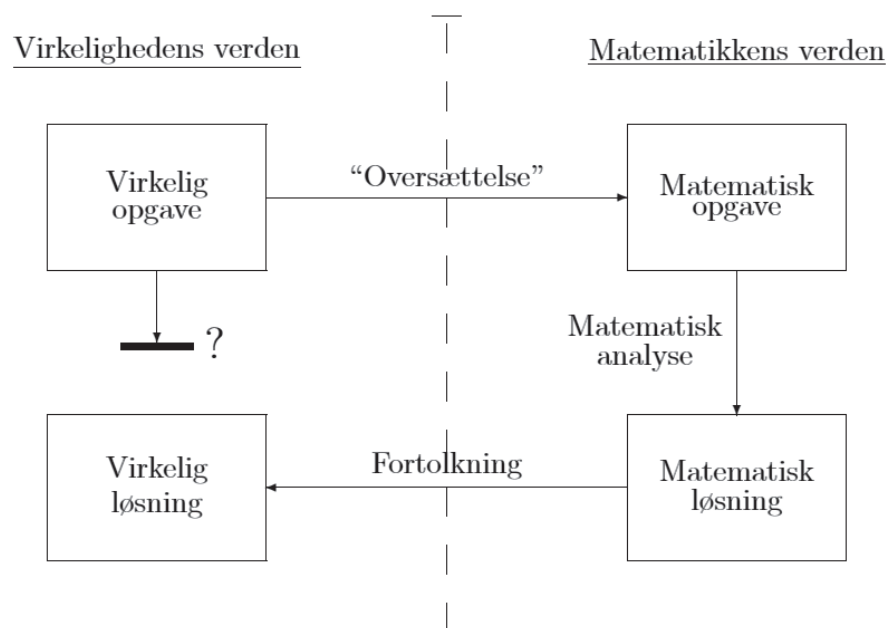 Virkelighedens verden
Matematikkens verden
Virkelig
opgave
“Oversættelse”
Matematisk
opgave
?
Matematisk
analyse
Virkelig
løsning
Fortolkning
Matematisk
løsning